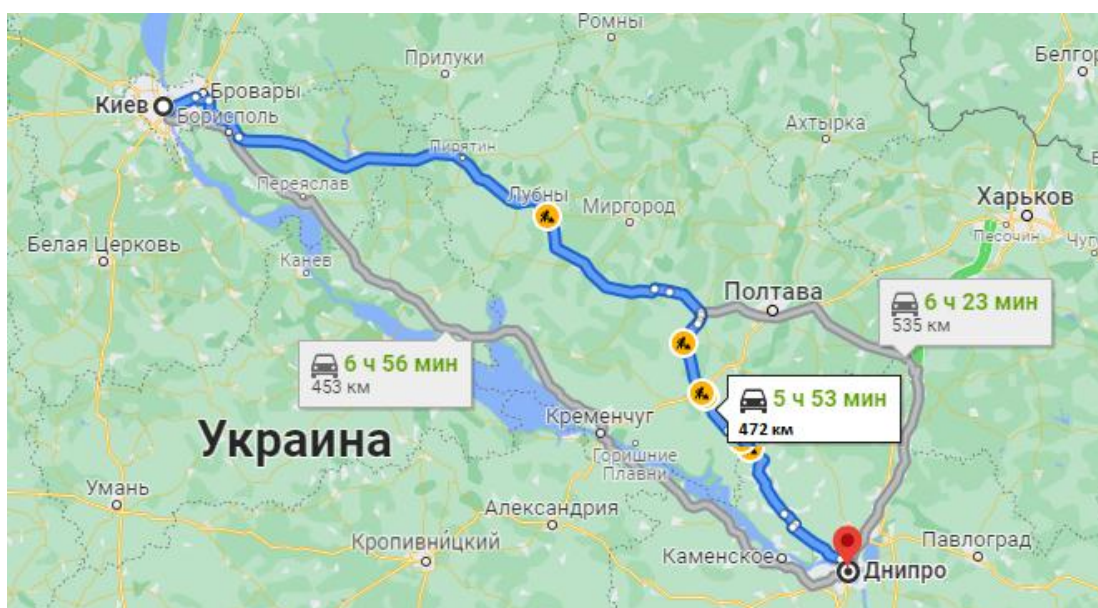 Ромны
Прилуки
Белгор
Киев
Бровары
Борисполь
Ахтырка
Пирятин
Переяслав
Лубны
Миргород
Харьков
Песочин
Чуг
Белая Церковь
Канев
Полтава
6 ч 23 мин
535 км
6 ч 56 мин
453 км
5 ч 53 мин
472 км
Украина
Кременчуг
Горишние
Плавни
Умань
Александрия
Кропивницкий
Каменское
Павлоград
Днипро